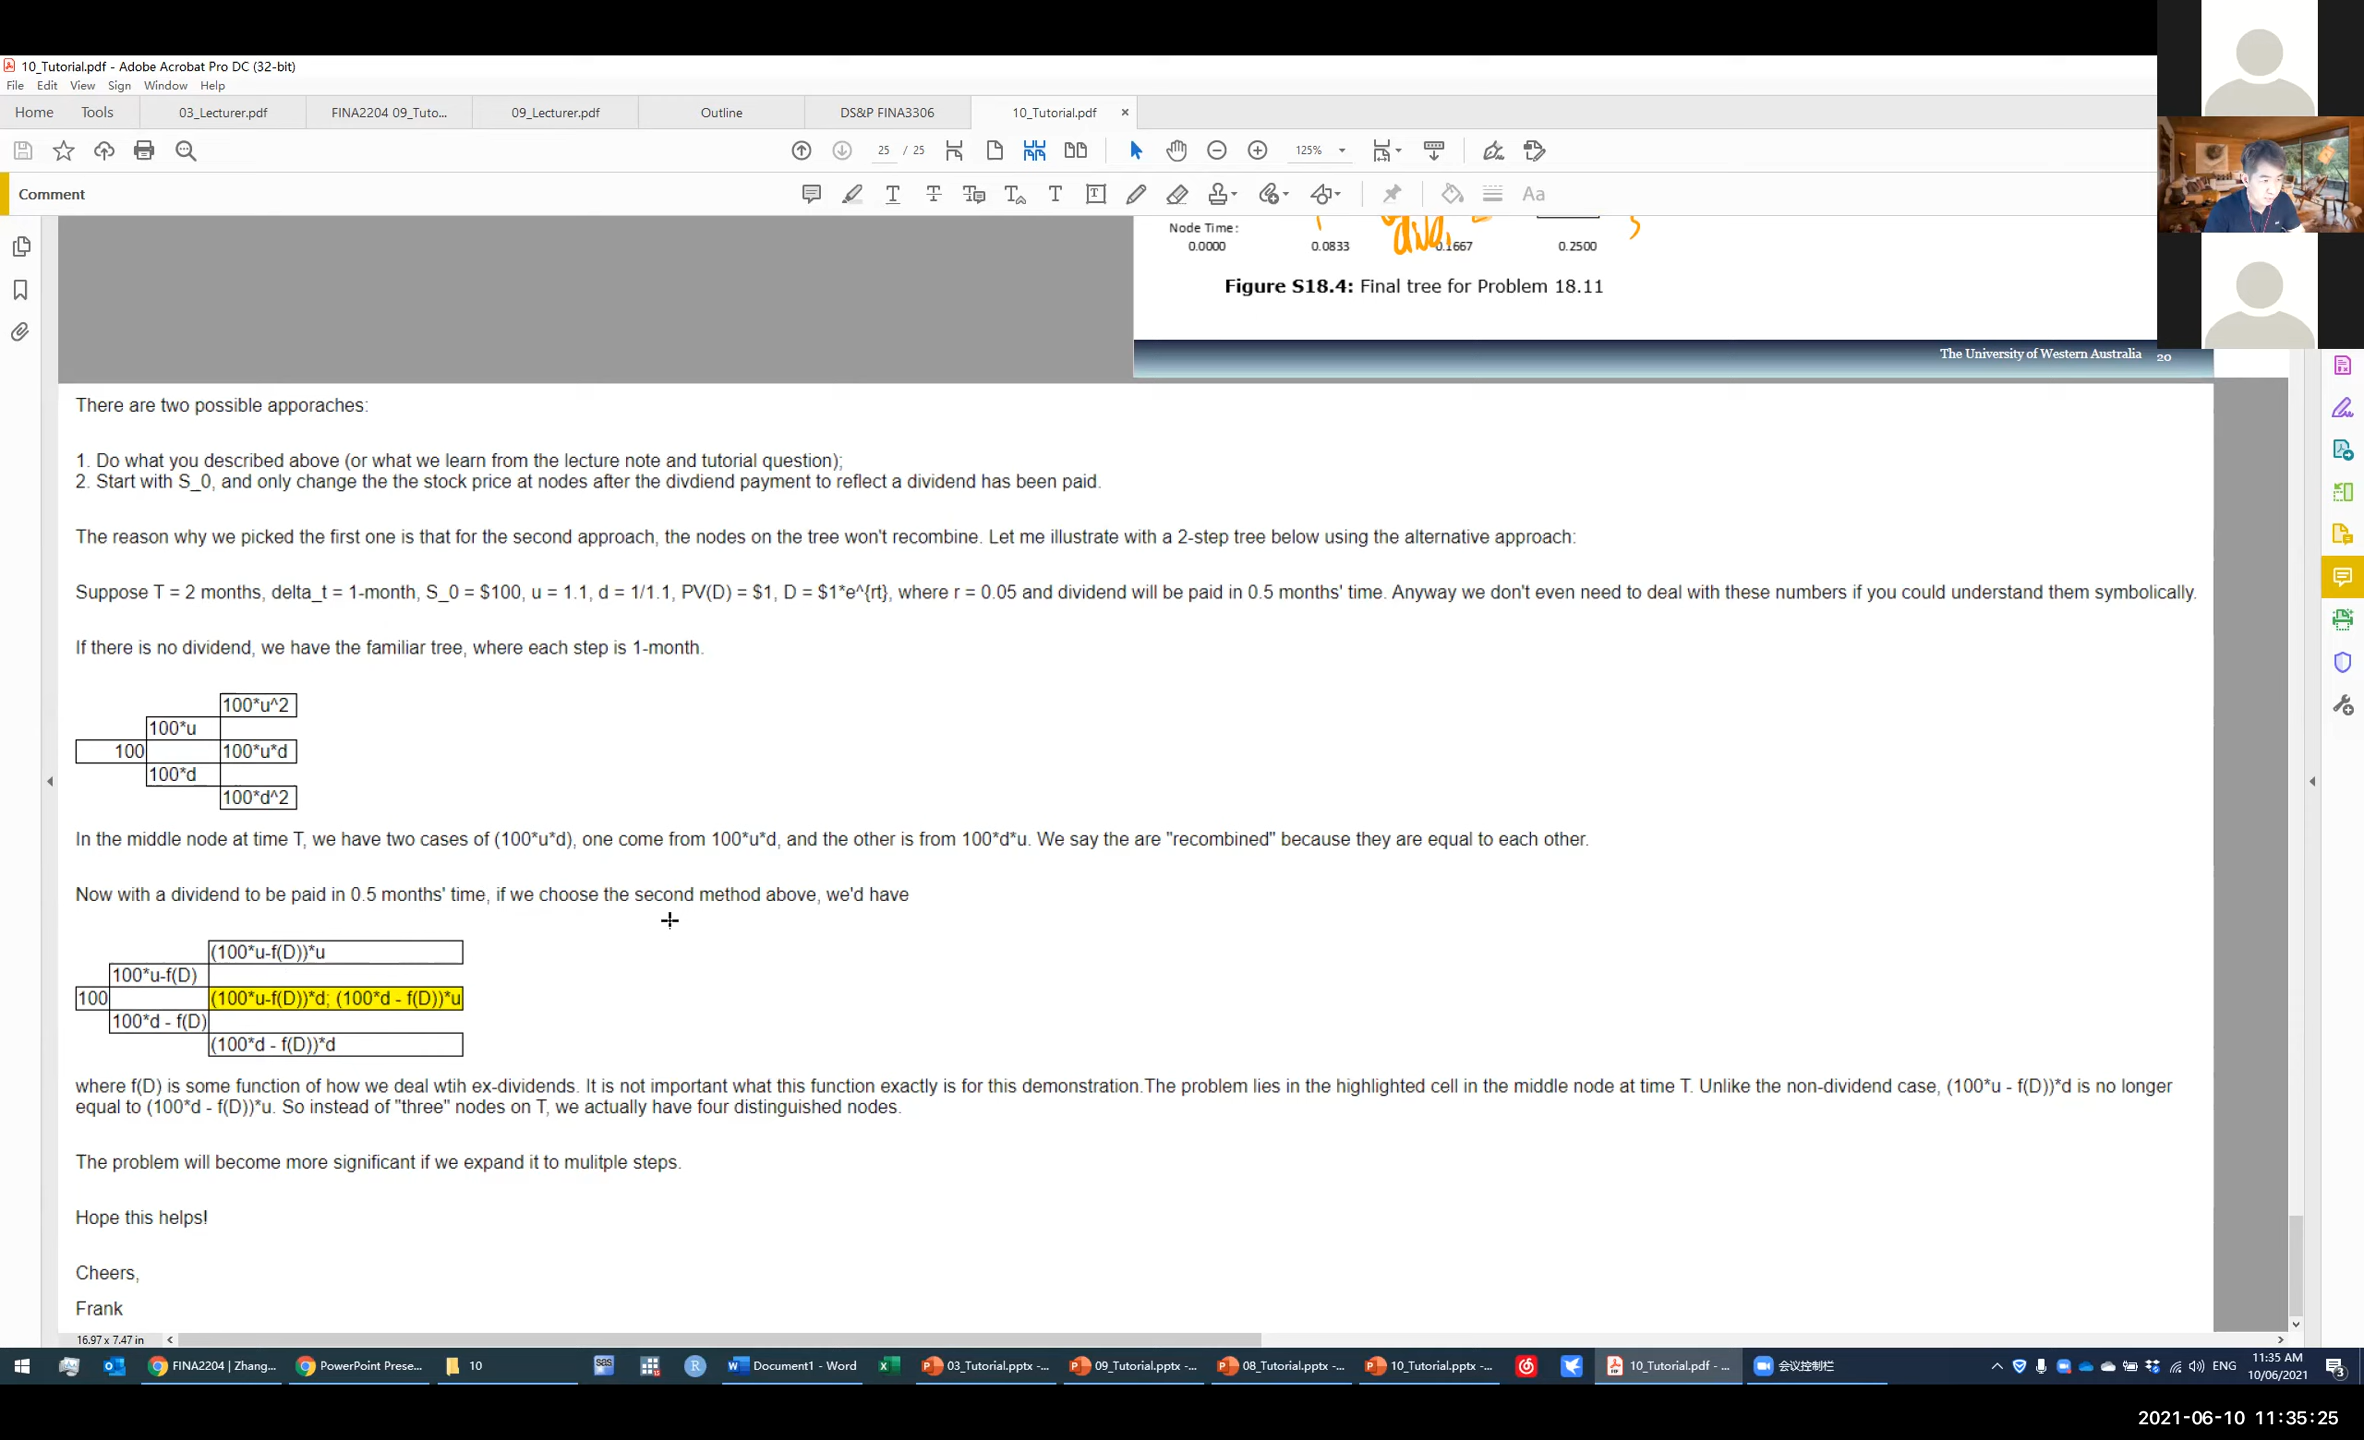 10_Tutorial.pdf - Adobe Acrobat Pro DC (32-bit)
File Edit View Sign Window Help
Home Tools 03_Lecturer.pdf FINA2204 09_Tuto... 09_Lecturer.pdf Outline DS&P FINA3306 10_Tutorial.pdf ×
25 / 25 125%
Comment
Node Time:
0.0000 0.0833 0.1667 0.2500
div.
Figure S18.4: Final tree for Problem 18.11
The University of Western Australia 20
There are two possible apporaches:
1. Do what you described above (or what we learn from the lecture note and tutorial question);
2. Start with S_0, and only change the the stock price at nodes after the divdiend payment to reflect a dividend has been paid.
The reason why we picked the first one is that for the second approach, the nodes on the tree won't recombine. Let me illustrate with a 2-step tree below using the alternative approach:
Suppose T = 2 months, delta_t = 1-month, S_0 = $100, u = 1.1, d = 1/1.1, PV(D) = $1, D = $1*e^{rt}, where r = 0.05 and dividend will be paid in 0.5 months' time. Anyway we don't even need to deal with these numbers if you could understand them symbolically.
If there is no dividend, we have the familiar tree, where each step is 1-month.
100*u^2
100*u
100 100*u*d
100*d
100*d^2
In the middle node at time T, we have two cases of (100*u*d), one come from 100*u*d, and the other is from 100*d*u. We say the are "recombined" because they are equal to each other.
Now with a dividend to be paid in 0.5 months' time, if we choose the second method above, we'd have
(100*u-f(D))*u
100*u-f(D)
100 (100*u-f(D))*d; (100*d - f(D))*u
100*d - f(D)
(100*d - f(D))*d
where f(D) is some function of how we deal wtih ex-dividends. It is not important what this function exactly is for this demonstration.The problem lies in the highlighted cell in the middle node at time T. Unlike the non-dividend case, (100*u - f(D))*d is no longer
equal to (100*d - f(D))*u. So instead of "three" nodes on T, we actually have four distinguished nodes.
The problem will become more significant if we expand it to mulitple steps.
Hope this helps!
Cheers,
Frank
16.97 x 7.47 in
FINA2204 | Zhang... PowerPoint Prese... 10 Document1 - Word 03_Tutorial.pptx -... 09_Tutorial.pptx -... 08_Tutorial.pptx -... 10_Tutorial.pptx -... 10_Tutorial.pdf - ... 会议控制栏 ENG 11:35 AM
10/06/2021
2021-06-10 11:35:25